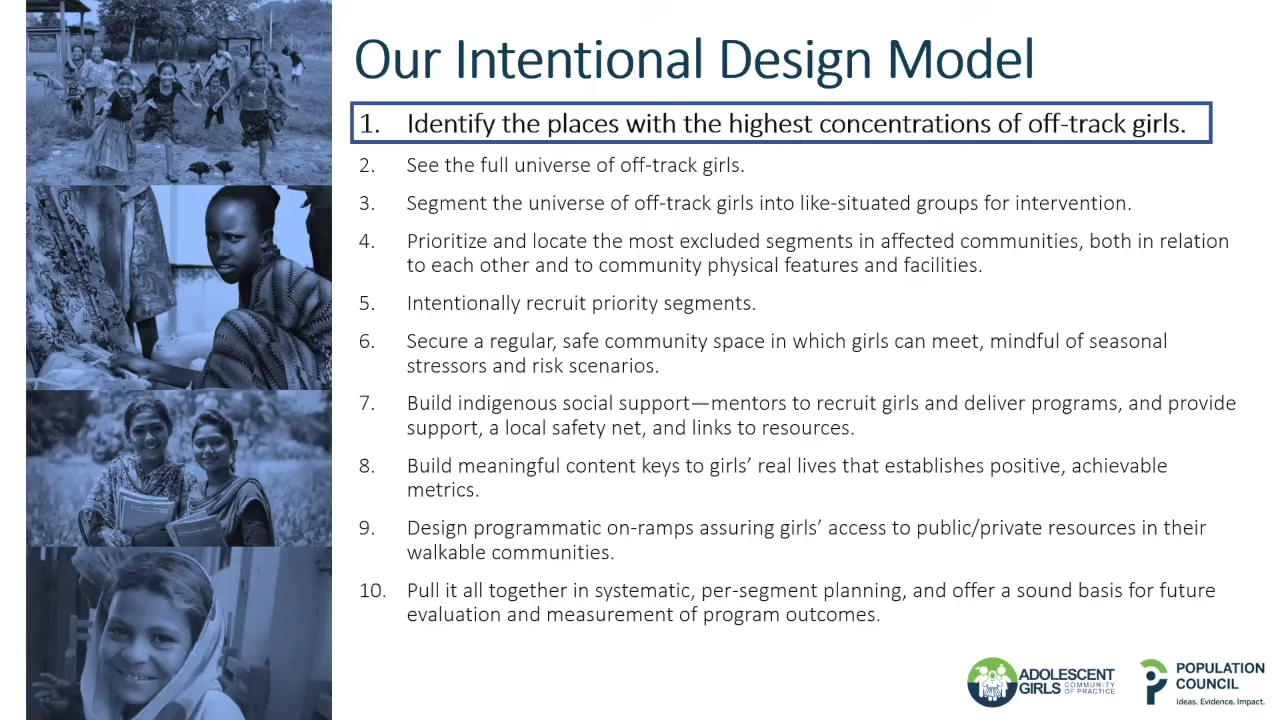 Our Intentional Design Model
1. Identify the places with the highest concentrations of off-track girls.
2. See the full universe of off-track girls.
3. Segment the universe of off-track girls into like-situated groups for intervention.
4. Prioritize and locate the most excluded segments in affected communities, both in relation
to each other and to community physical features and facilities.
5. Intentionally recruit priority segments.
6. Secure a regular, safe community space in which girls can meet, mindful of seasonal
stressors and risk scenarios.
7. Build indigenous social support—mentors to recruit girls and deliver programs, and provide
support, a local safety net, and links to resources.
8. Build meaningful content keys to girls’ real lives that establishes positive, achievable
metrics.
9. Design programmatic on-ramps assuring girls’ access to public/private resources in their
walkable communities.
10. Pull it all together in systematic, per-segment planning, and offer a sound basis for future
evaluation and measurement of program outcomes.
ADOLESCENT
GIRLS COMMUNITY
OF PRACTICE
POPULATION
COUNCIL
Ideas. Evidence. Impact.